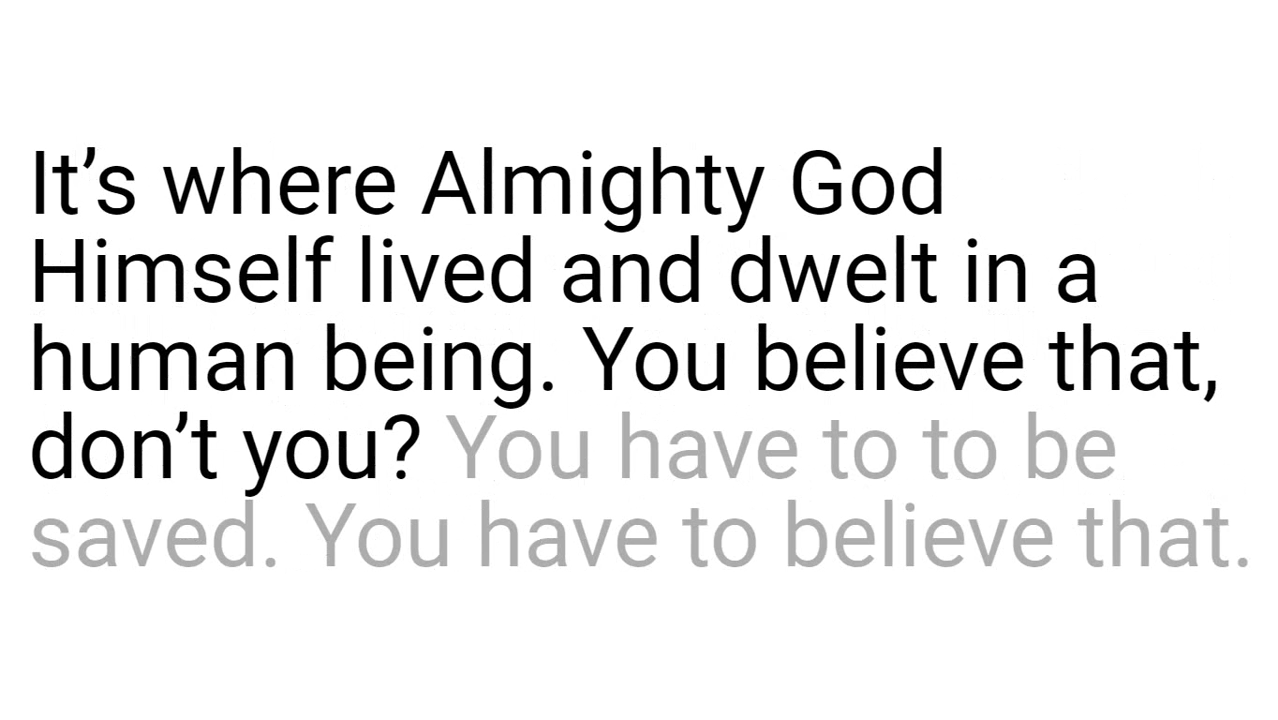 It’s where Almighty God
Himself lived and dwelt in a
human being. You believe that,
don’t you? You have to to be
saved. You have to believe that.